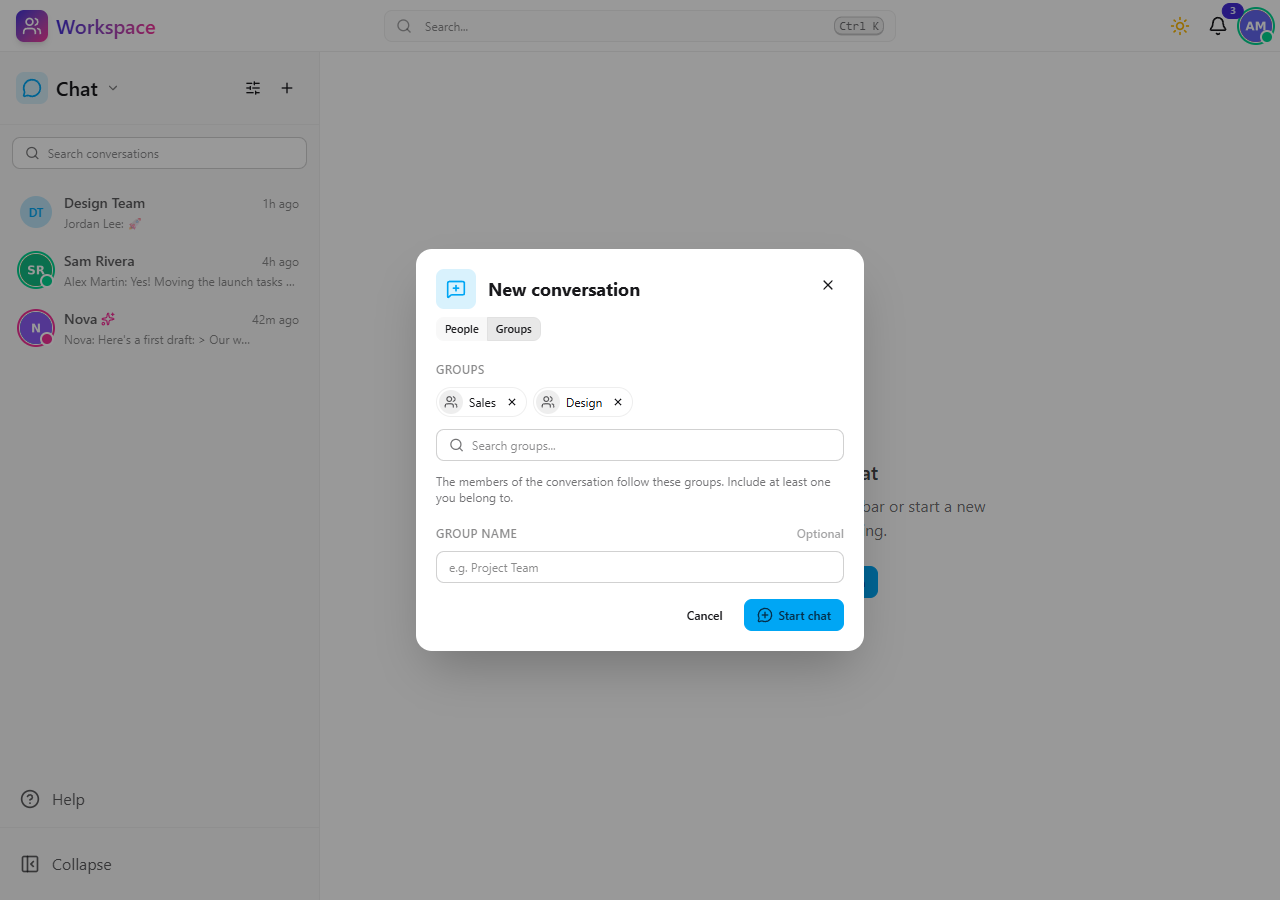 Workspace
Search...
Ctrl K
3
AM
Chat
Search conversations
DT
Design Team
1h ago
Jordan Lee: 🚀
SR
Sam Rivera
4h ago
Alex Martin: Yes! Moving the launch tasks ...
N
Nova
42m ago
Nova: Here's a first draft: > Our w...
Help
Collapse
New conversation
People
Groups
GROUPS
Sales
Design
Search groups...
The members of the conversation follow these groups. Include at least one
you belong to.
GROUP NAME
Optional
e.g. Project Team
Cancel
Start chat
at
bar or start a new
ng.